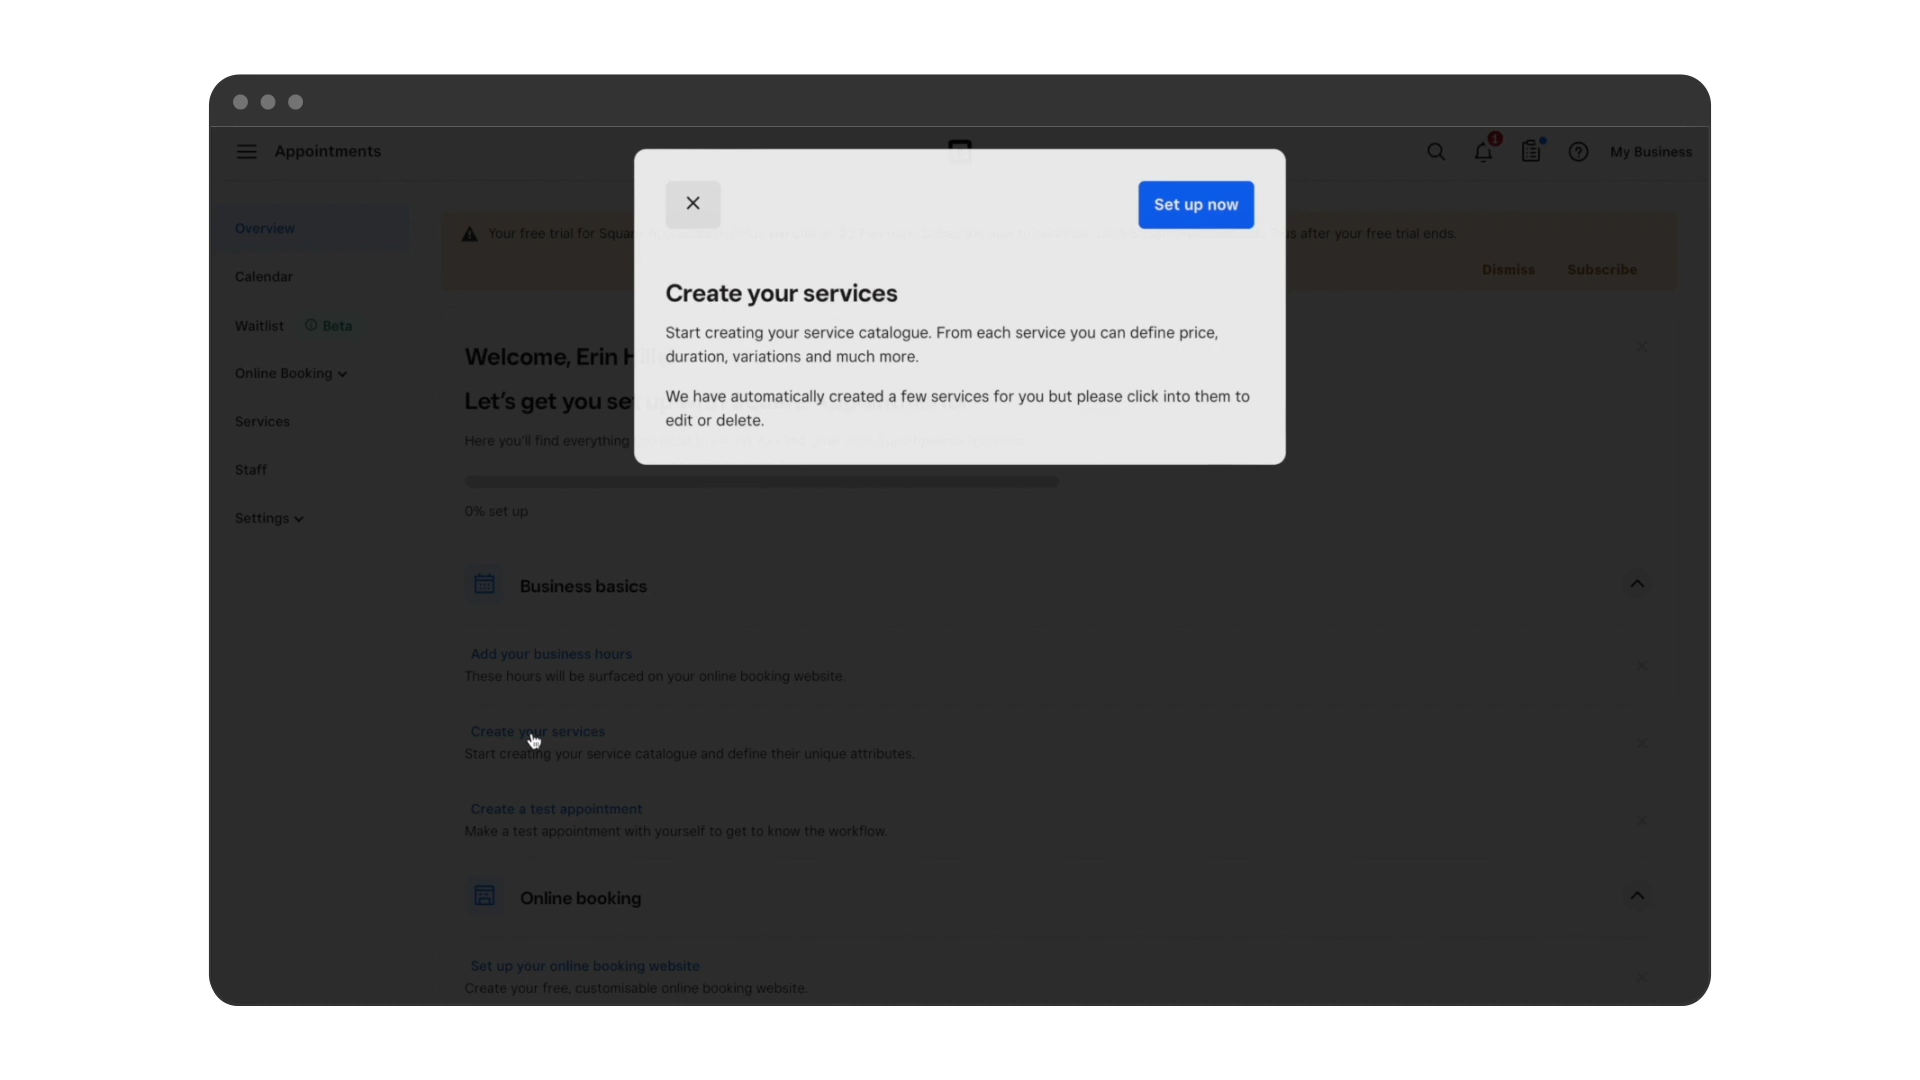 Appointments
1
My Business
Set up now
Overview
Calendar
Waitlist
Beta
Online Booking
Services
Staff
Settings
Your free trial for Square
after your free trial ends.
Dismiss
Subscribe
Create your services
Start creating your service catalogue. From each service you can define price,
duration, variations and much more.
We have automatically created a few services for you but please click into them to
edit or delete.
Welcome, Erin
Let's get you set
Here you'll find everything
0% set up
Business basics
Add your business hours
These hours will be surfaced on your online booking website.
Create your services
Start creating your service catalogue and define their unique attributes.
Create a test appointment
Make a test appointment with yourself to get to know the workflow.
Online booking
Set up your online booking website
Create your free, customisable online booking website.